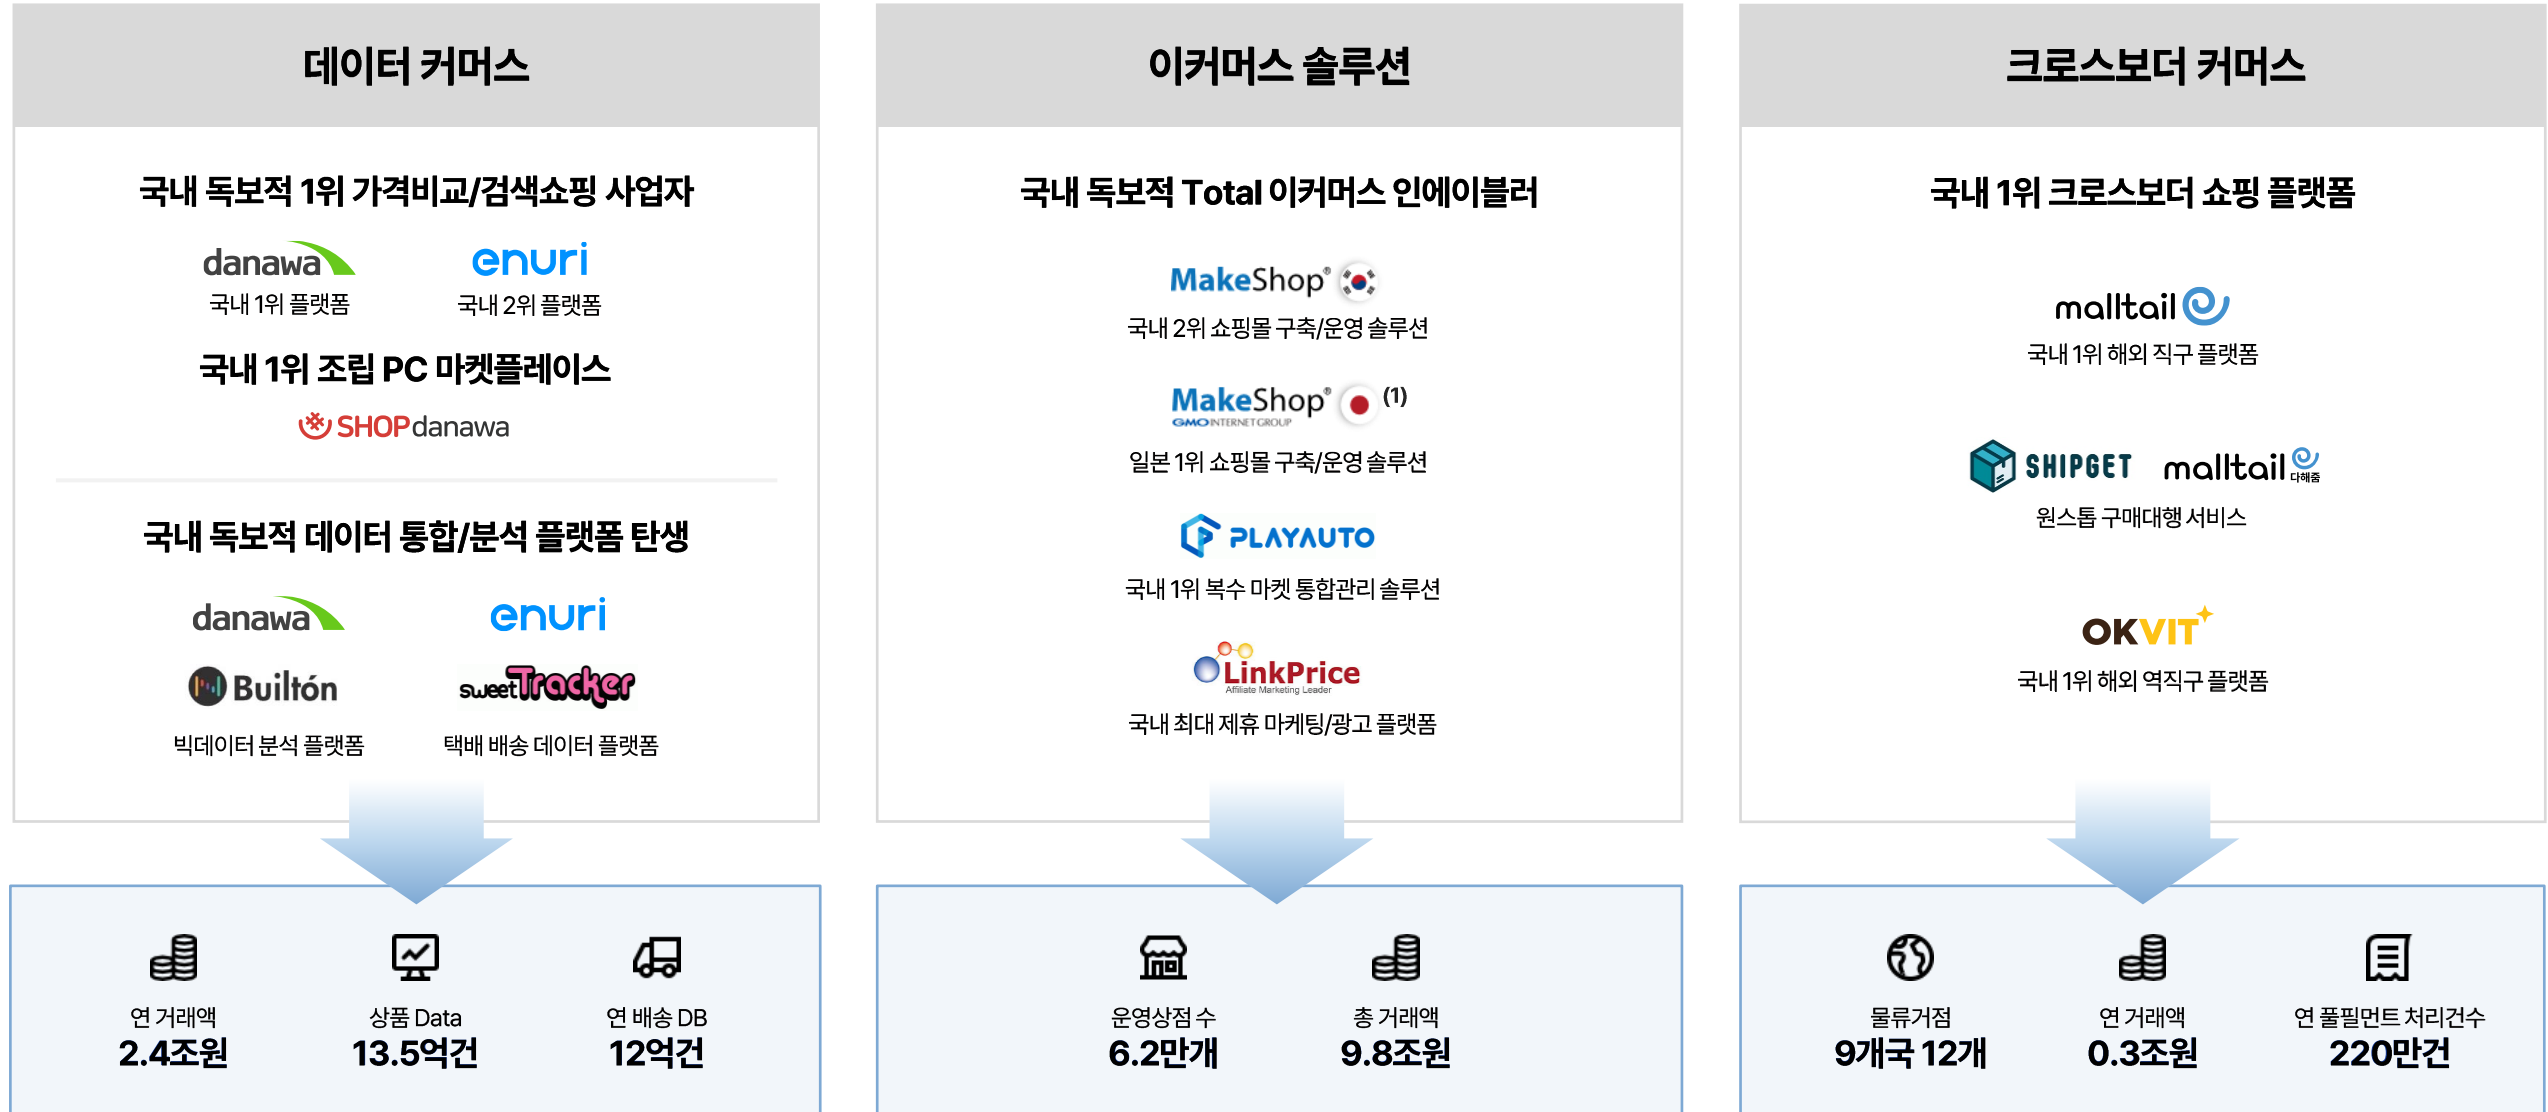 데이터 커머스
국내 독보적 1위 가격비교/검색쇼핑 사업자
danawa
enuri
국내 1위 플랫폼
국내 2위 플랫폼
국내 1위 조립 PC 마켓플레이스
SHOPdanawa
국내 독보적 데이터 통합/분석 플랫폼 탄생
danawa
enuri
Builtón
sweetTracker
빅데이터 분석 플랫폼
택배 배송 데이터 플랫폼
연 거래액
2.4조원
상품 Data
13.5억건
연 배송 DB
12억건
이커머스 솔루션
국내 독보적 Total 이커머스 인에이블러
MakeShop®
국내 2위 쇼핑몰 구축/운영 솔루션
MakeShop® (1)
GMO INTERNET GROUP
일본 1위 쇼핑몰 구축/운영 솔루션
PLAYAUTO
국내 1위 복수 마켓 통합관리 솔루션
LinkPrice
Affiliate Marketing Leader
국내 최대 제휴 마케팅/광고 플랫폼
운영상점 수
6.2만개
총 거래액
9.8조원
크로스보더 커머스
국내 1위 크로스보더 쇼핑 플랫폼
malltail
국내 1위 해외 직구 플랫폼
SHIPGET
malltail 다해줌
원스톱 구매대행 서비스
OKVIT
국내 1위 해외 역직구 플랫폼
물류거점
9개국 12개
연 거래액
0.3조원
연 풀필먼트 처리건수
220만건